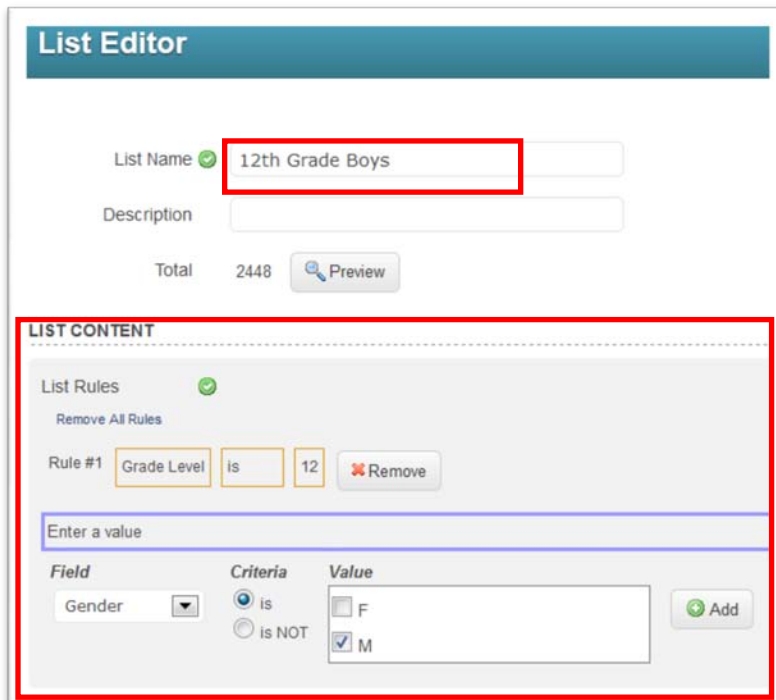 List Editor
List Name 12th Grade Boys
Description
Total 2448 Preview
LIST CONTENT
List Rules
Remove All Rules
Rule #1 Grade Level is 12 Remove
Enter a value
Field Criteria Value
Gender is F Add
is NOT M